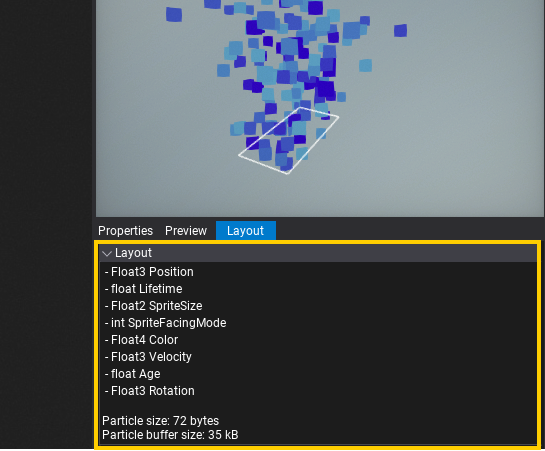 Properties Preview Layout
Layout
- Float3 Position
- float Lifetime
- Float2 SpriteSize
- int SpriteFacingMode
- Float4 Color
- Float3 Velocity
- float Age
- Float3 Rotation
Particle size: 72 bytes
Particle buffer size: 35 kB